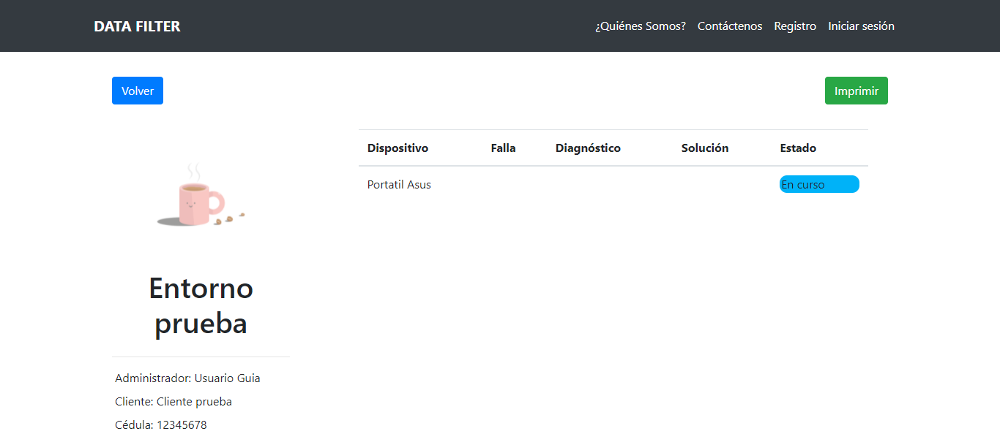 DATA FILTER ¿Quiénes Somos? Contáctenos Registro Iniciar sesión
Volver Imprimir
Dispositivo Falla Diagnóstico Solución Estado
Portatil Asus En curso
Entorno
prueba
Administrador: Usuario Guia
Cliente: Cliente prueba
Cédula: 12345678